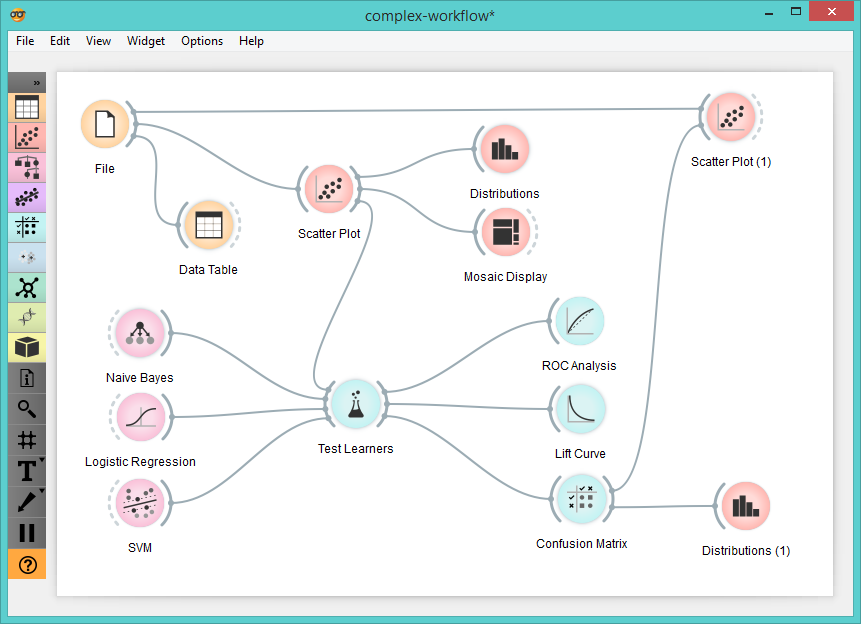 complex-workflow*
File Edit View Widget Options Help
File
Scatter Plot (1)
Distributions
Scatter Plot
Data Table
Mosaic Display
Naive Bayes
ROC Analysis
Test Learners
Lift Curve
Logistic Regression
SVM
Confusion Matrix
Distributions (1)